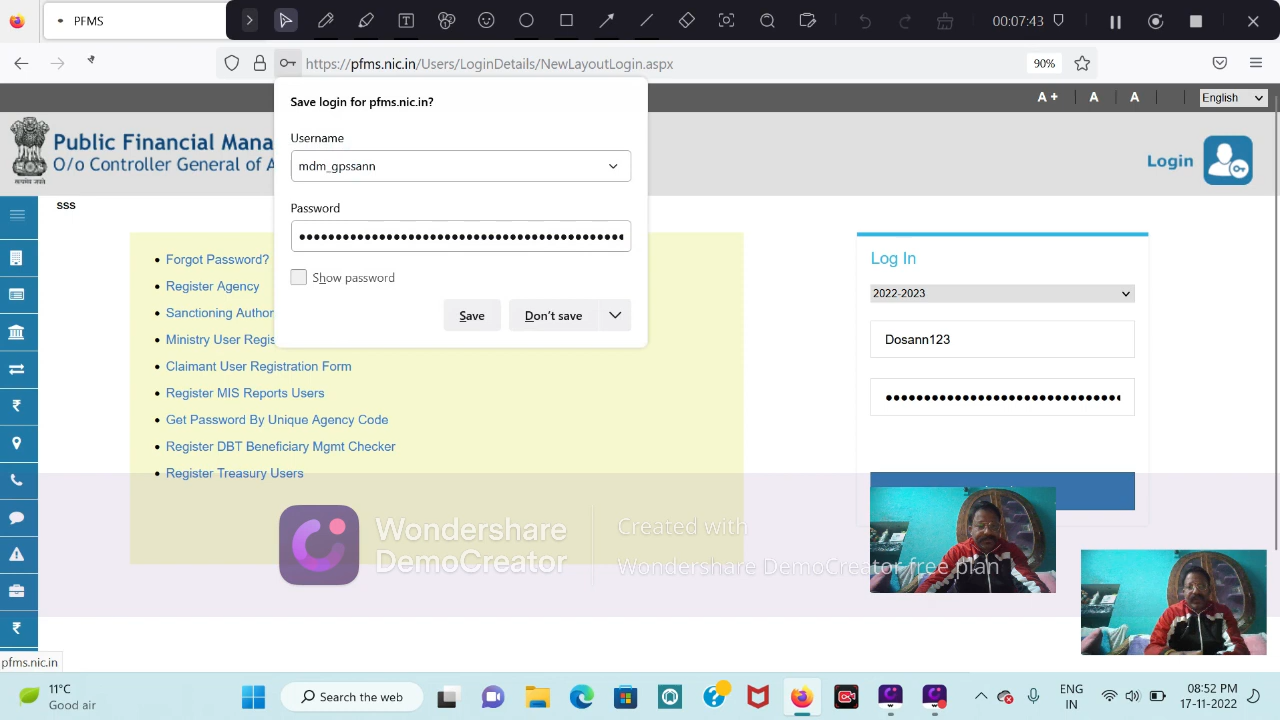 PFMS
00:07:43
https://pfms.nic.in/Users/LoginDetails/NewLayoutLogin.aspx
90%
A + A A
English
Save login for pfms.nic.in?
Username
mdm_gpssann
Password
••••••••••••••••••••••••••••••••••••••••••••
Show password
Save
Don't save
Public Financial Mana
O/o Controller General of A
Login
sss
Forgot Password?
Register Agency
Sanctioning Author
Ministry User Regis
Claimant User Registration Form
Register MIS Reports Users
Get Password By Unique Agency Code
Register DBT Beneficiary Mgmt Checker
Register Treasury Users
Log In
2022-2023
Dosann123
••••••••••••••••••••••••••••••••
Wondershare
DemoCreator
Created with
Wondershare DemoCreator free plan
pfms.nic.in
11°C
Good air
Search the web
ENG
IN
08:52 PM
17-11-2022